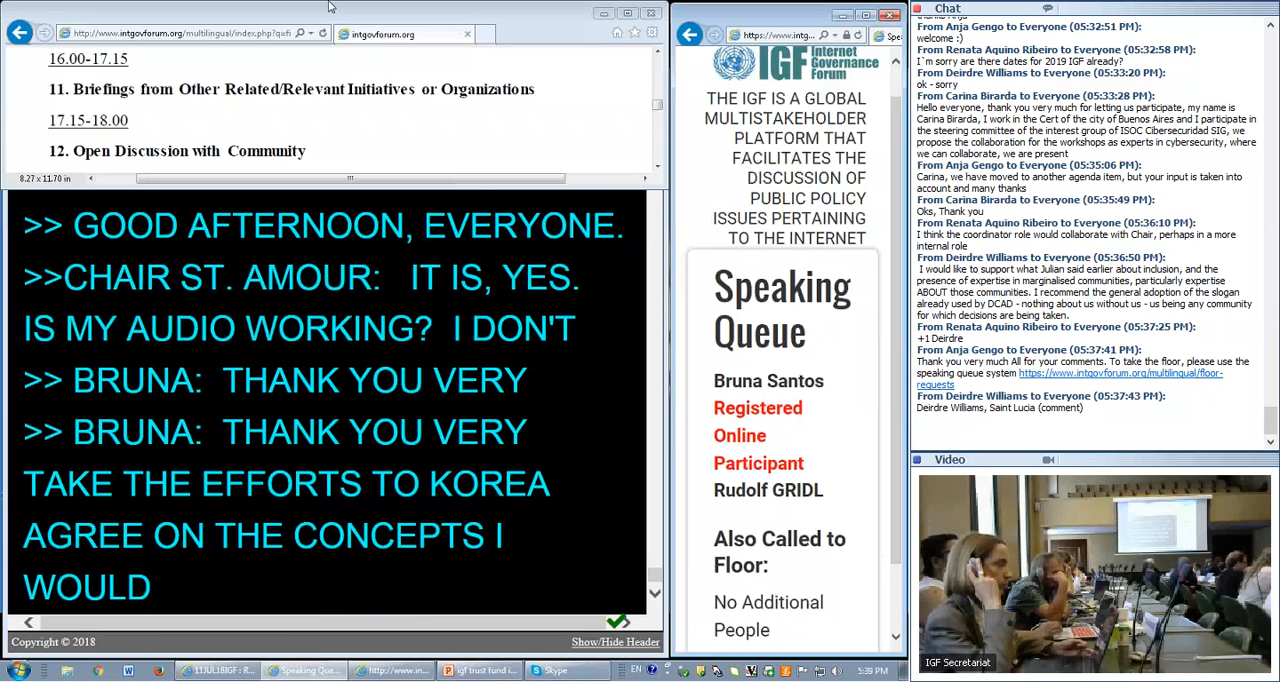 http://www.intgovforum.org/multilingual/index.php?q=fi
intgovforum.org
16.00-17.15
11. Briefings from Other Related/Relevant Initiatives or Organizations
17.15-18.00
12. Open Discussion with Community
8.27 x 11.70 in
>> GOOD AFTERNOON, EVERYONE.
>>CHAIR ST. AMOUR: IT IS, YES.
IS MY AUDIO WORKING? I DON'T
>> BRUNA: THANK YOU VERY
>> BRUNA: THANK YOU VERY
TAKE THE EFFORTS TO KOREA
AGREE ON THE CONCEPTS I
WOULD
Copyright © 2018
Show/Hide Header
https://www.intg...
Spe
IGF Internet
Governance
Forum
THE IGF IS A GLOBAL
MULTISTAKEHOLDER
PLATFORM THAT
FACILITATES THE
DISCUSSION OF
PUBLIC POLICY
ISSUES PERTAINING
TO THE INTERNET
Speaking
Queue
Bruna Santos
Registered
Online
Participant
Rudolf GRIDL
Also Called to
Floor:
No Additional
People
Chat
From Anja Gengo to Everyone (05:32:51 PM):
welcome :)
From Renata Aquino Ribeiro to Everyone (05:32:58 PM):
I`m sorry are there dates for 2019 IGF already?
From Deirdre Williams to Everyone (05:33:20 PM):
ok - sorry
From Carina Birarda to Everyone (05:33:28 PM):
Hello everyone, thank you very much for letting us participate, my name is
Carina Birarda, I work in the Cert of the city of Buenos Aires and I participate in
the steering committee of the interest group of ISOC Cibersecuridad SIG, we
propose the collaboration for the workshops as experts in cybersecurity, where
we can collaborate, we are present
From Anja Gengo to Everyone (05:35:06 PM):
Carina, we have moved to another agenda item, but your input is taken into
account and many thanks
From Carina Birarda to Everyone (05:35:49 PM):
Oks, Thank you
From Renata Aquino Ribeiro to Everyone (05:36:10 PM):
I think the coordinator role would collaborate with Chair, perhaps in a more
internal role
From Deirdre Williams to Everyone (05:36:50 PM):
I would like to support what Julian said earlier about inclusion, and the
presence of expertise in marginalised communities, particularly expertise
ABOUT those communities. I recommend the general adoption of the slogan
already used by DCAD - nothing about us without us - us being any community
for which decisions are being taken.
From Renata Aquino Ribeiro to Everyone (05:37:25 PM):
+1 Deirdre
From Anja Gengo to Everyone (05:37:41 PM):
Thank you very much All for your comments. To take the floor, please use the
speaking queue system https://www.intgovforum.org/multilingual/floor-
requests
From Deirdre Williams to Everyone (05:37:43 PM):
Deirdre Williams, Saint Lucia (comment)
Video
IGF Secretariat
11JUL18IGF : R...
Speaking Que...
http://www.in...
igf trust fund i...
Skype
EN
5:39 PM